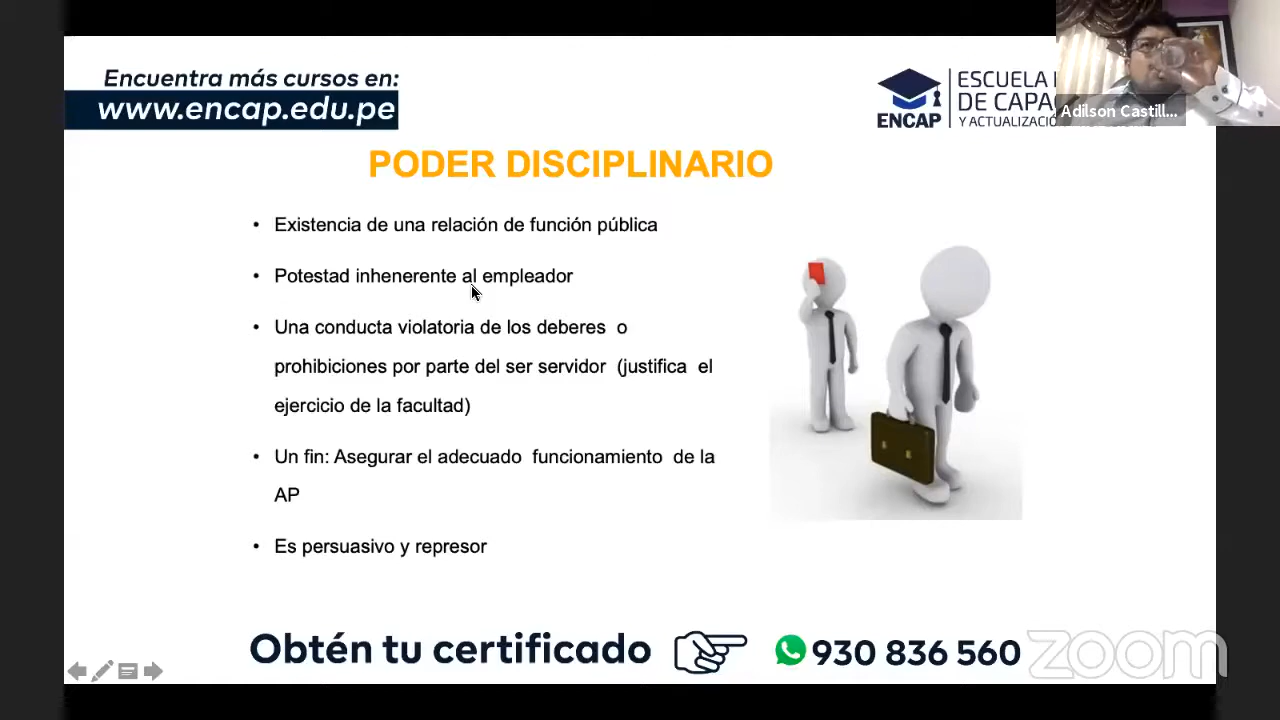 Encuentra más cursos en:
www.encap.edu.pe
ENCAP
ESCUELA
DE CAPA
Y ACTUALIZACIÓ
Adilson Castill...
PODER DISCIPLINARIO
• Existencia de una relación de función pública
• Potestad inhenerente al empleador
• Una conducta violatoria de los deberes o
prohibiciones por parte del ser servidor (justifica el
ejercicio de la facultad)
• Un fin: Asegurar el adecuado funcionamiento de la
AP
• Es persuasivo y represor
Obtén tu certificado
930 836 560
zoom